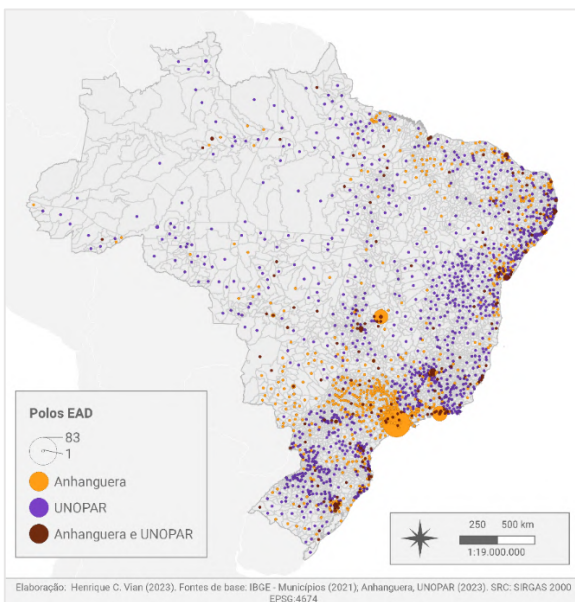 Polos EAD
83
1
Anhanguera
UNOPAR
Anhanguera e UNOPAR
250 500 km
1:19.000.000
Elaboração: Henrique C. Vian (2023). Fontes de base: IBGE - Municípios (2021); Anhanguera, UNOPAR (2023). SRC: SIRGAS 2000
EPSG:4674